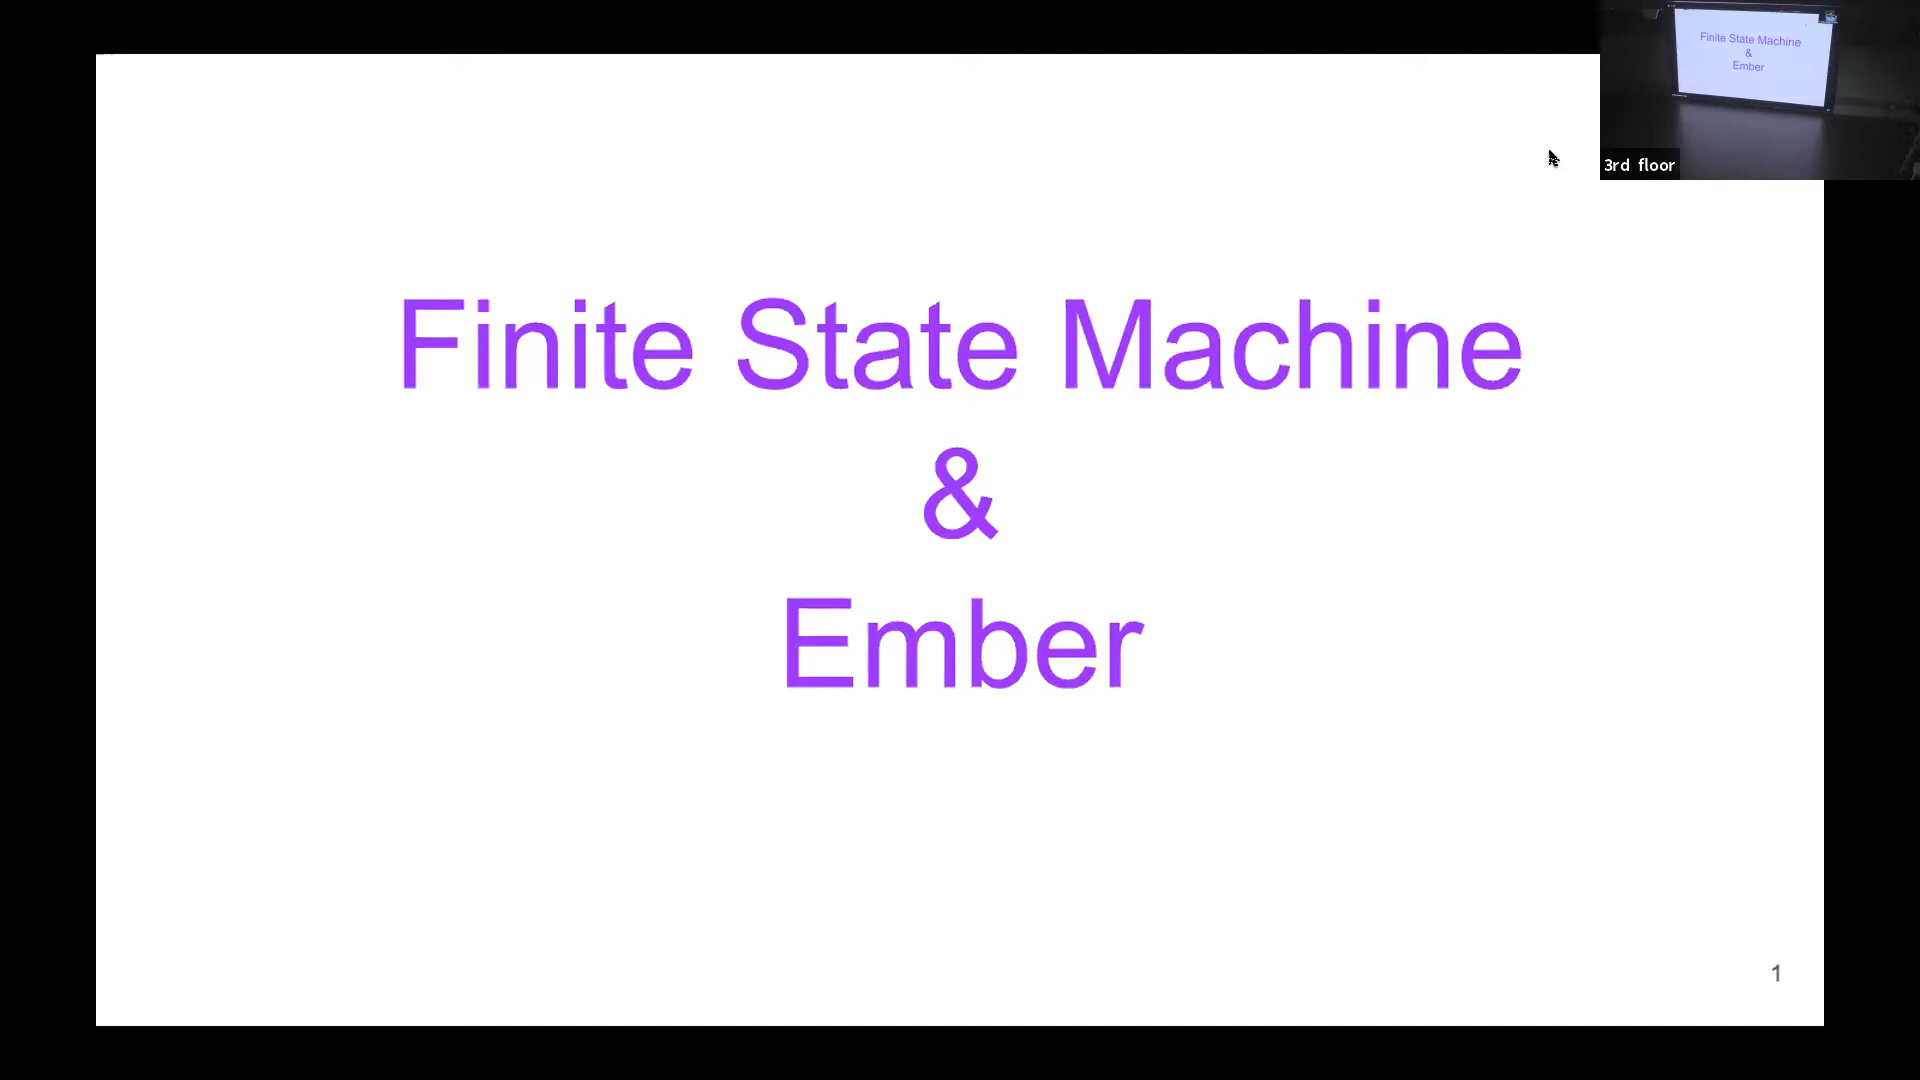 Finite State Machine
&
Ember
1
Finite State Machine
&
Ember
3rd floor